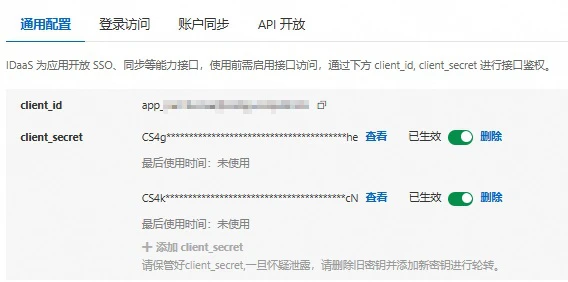 通用配置 登录访问 账户同步 API 开放
IDaaS 为应用开放 SSO、同步等能力接口，使用前需启用接口访问，通过下方 client_id, client_secret 进行接口鉴权。
client_id app_
client_secret CS4g**************************************he 查看 已生效 删除
最后使用时间：未使用
CS4k**************************************cN 查看 已生效 删除
最后使用时间：未使用
添加 client_secret
请保管好client_secret,一旦怀疑泄露，请删除旧密钥并添加新密钥进行轮转。